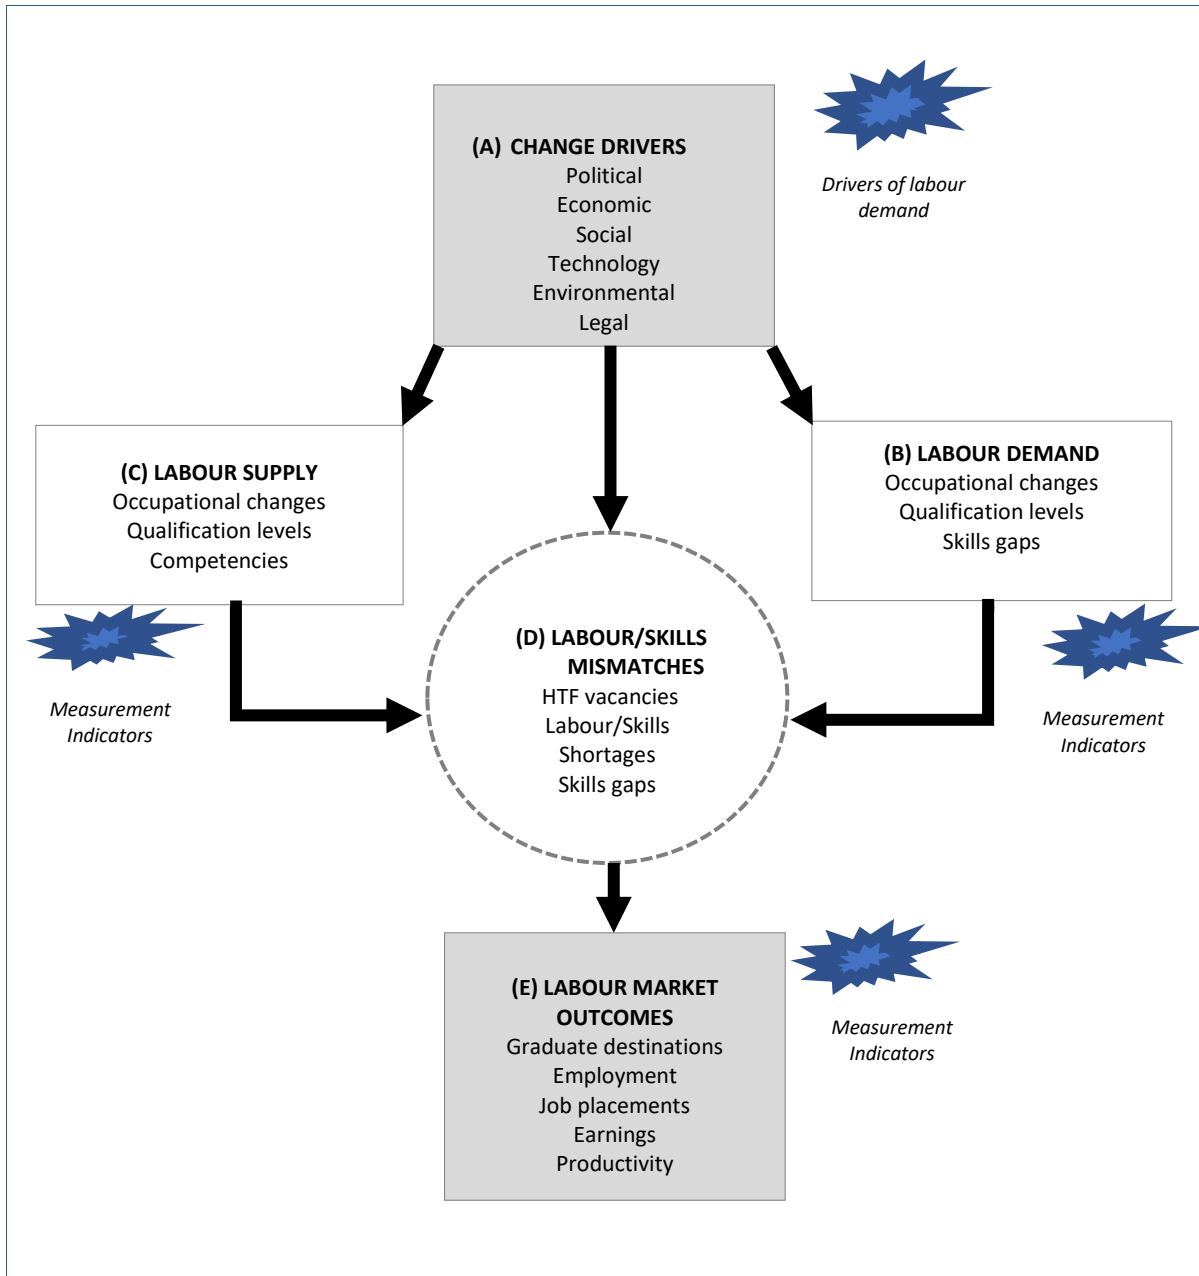 (A) CHANGE DRIVERS
Political
Economic
Social
Technology
Environmental
Legal
Drivers of labour
demand
(C) LABOUR SUPPLY
Occupational changes
Qualification levels
Competencies
(B) LABOUR DEMAND
Occupational changes
Qualification levels
Skills gaps
Measurement
Indicators
(D) LABOUR/SKILLS
MISMATCHES
HTF vacancies
Labour/Skills
Shortages
Skills gaps
Measurement
Indicators
(E) LABOUR MARKET
OUTCOMES
Graduate destinations
Employment
Job placements
Earnings
Productivity
Measurement
Indicators